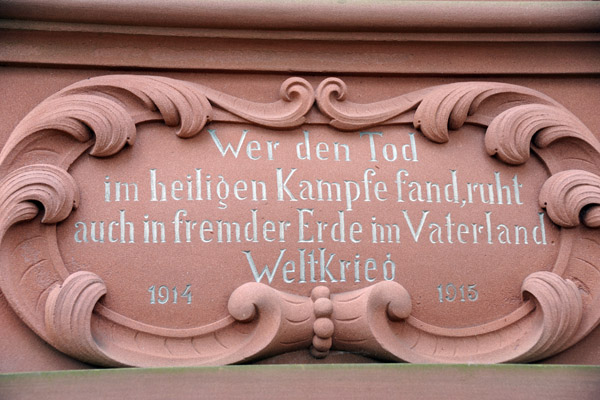 Wer den Tod
im heiligen Kampfe fand, ruht
auch in fremder Erde im Vaterland
Weltkrieg
1914 1915